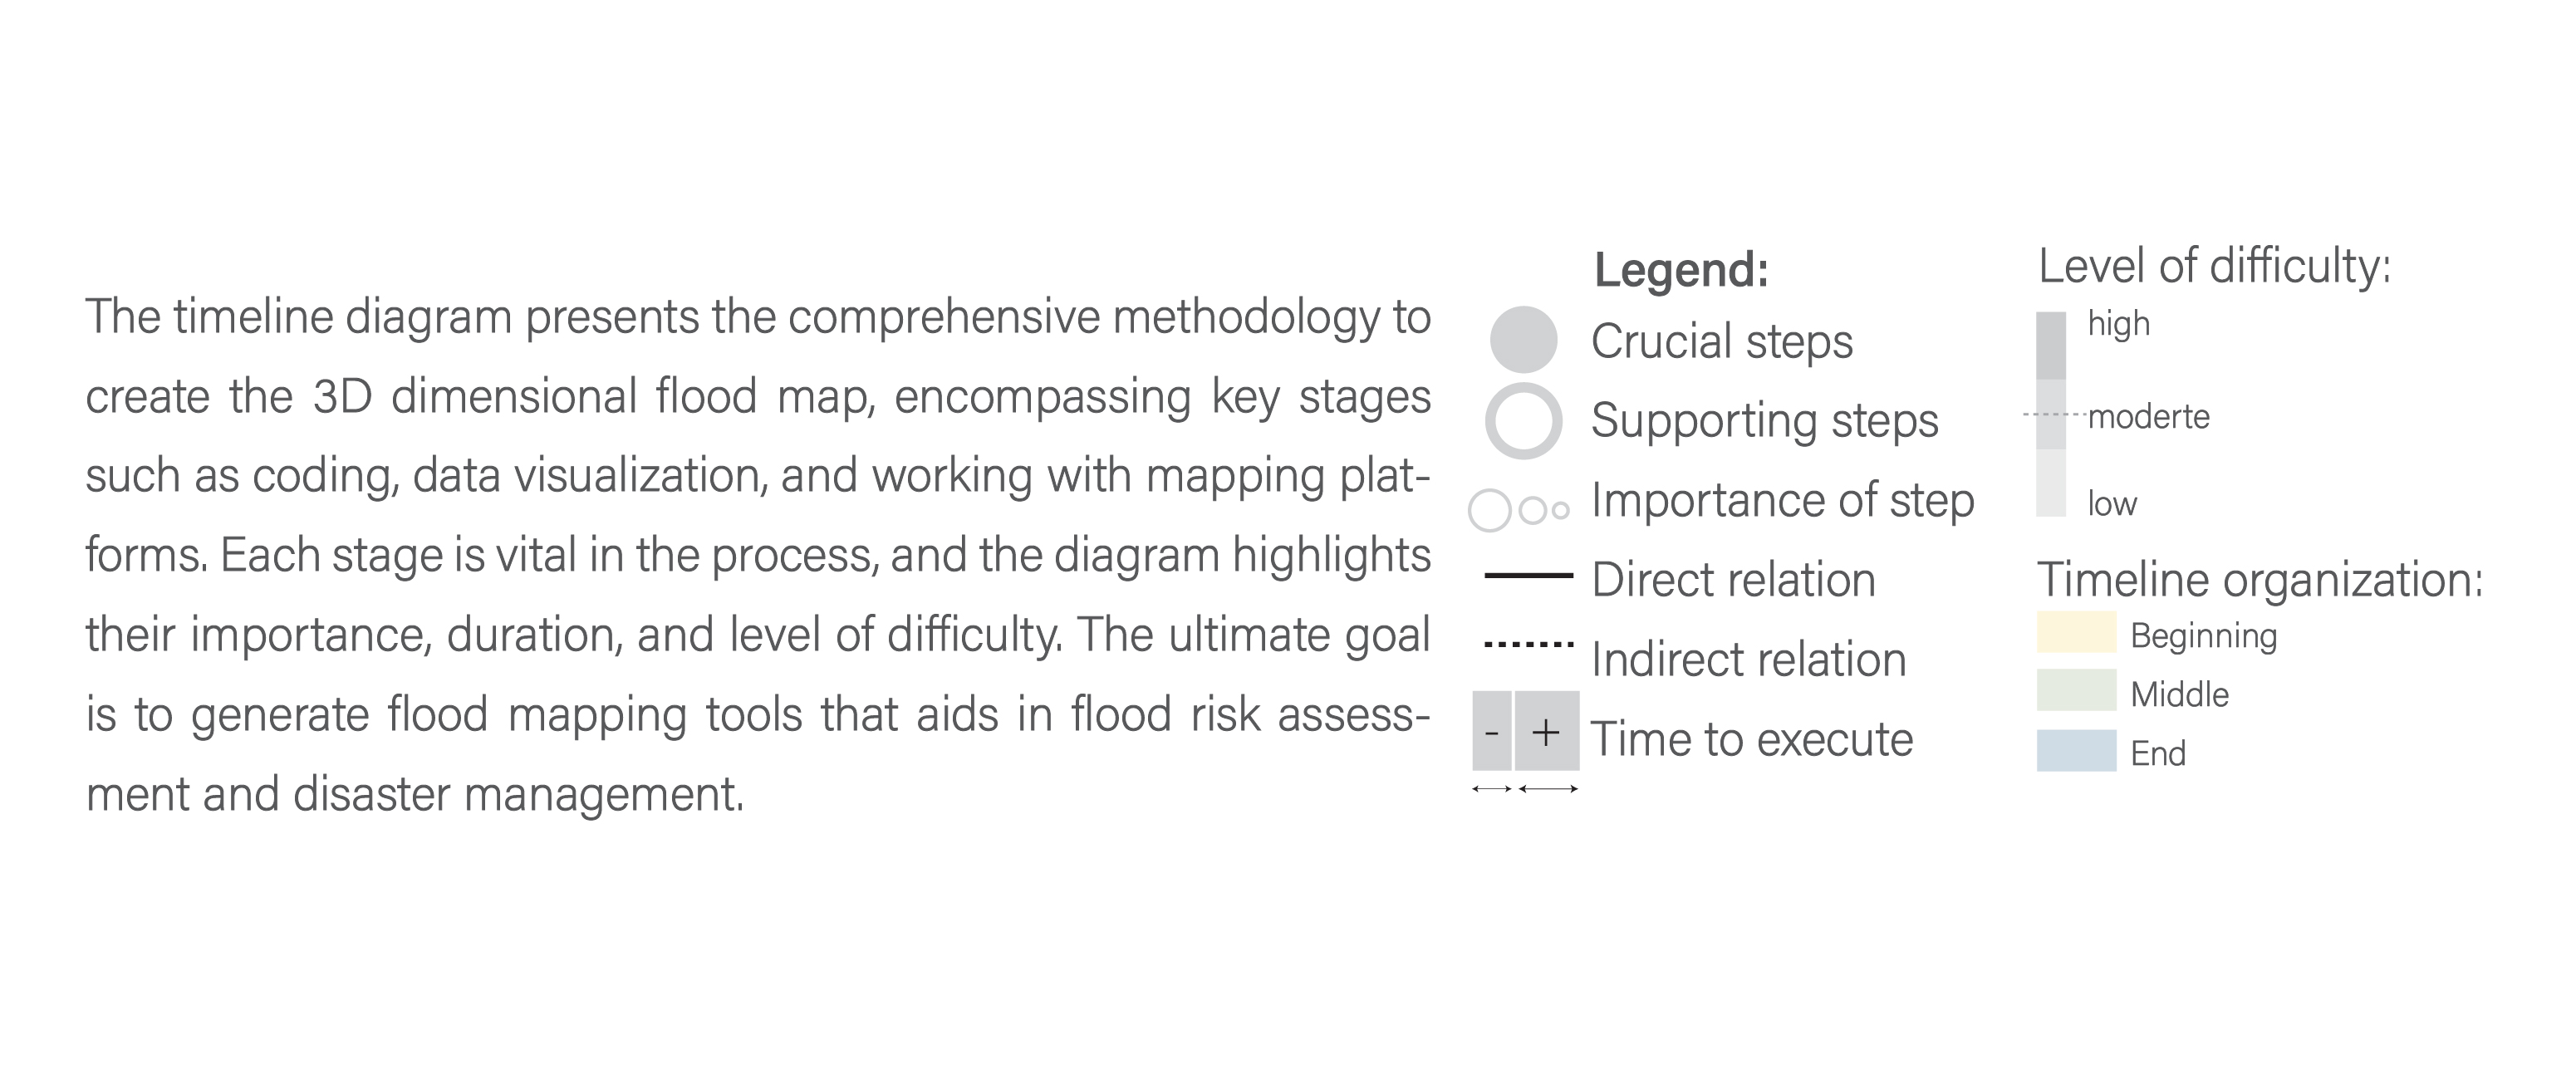 The timeline diagram presents the comprehensive methodology to
create the 3D dimensional flood map, encompassing key stages
such as coding, data visualization, and working with mapping plat-
forms. Each stage is vital in the process, and the diagram highlights
their importance, duration, and level of difficulty. The ultimate goal
is to generate flood mapping tools that aids in flood risk assess-
ment and disaster management.
Legend:
Crucial steps
Supporting steps
Importance of step
Direct relation
Indirect relation
- +
Time to execute
Level of difficulty:
high
moderte
low
Timeline organization:
Beginning
Middle
End